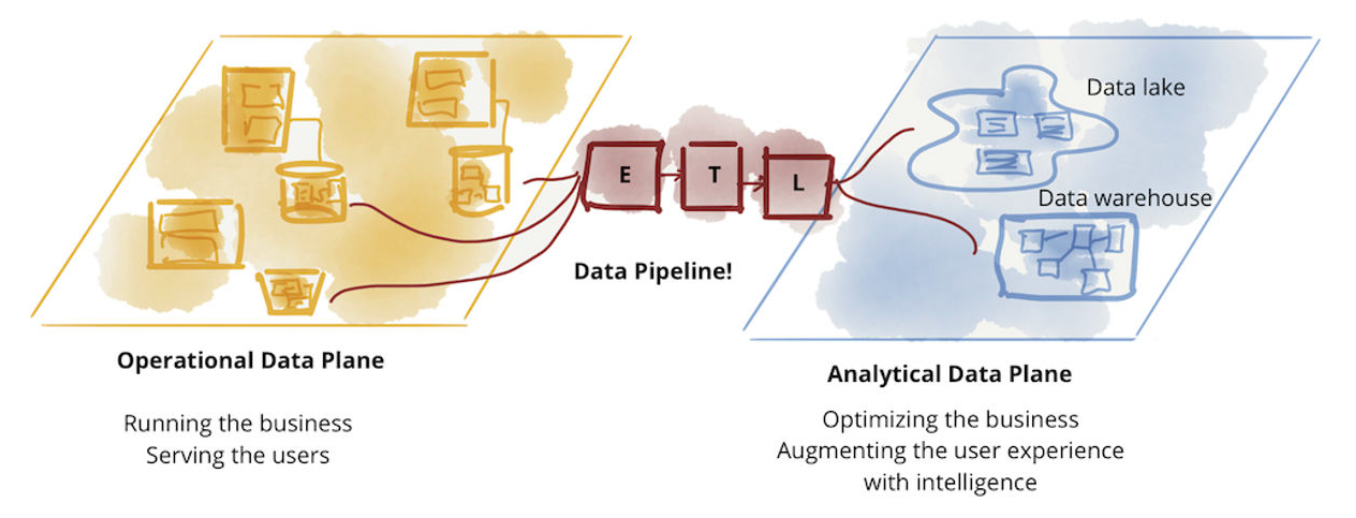 Data lake
Data warehouse
E
T
L
Data Pipeline!
Operational Data Plane
Running the business
Serving the users
Analytical Data Plane
Optimizing the business
Augmenting the user experience
with intelligence